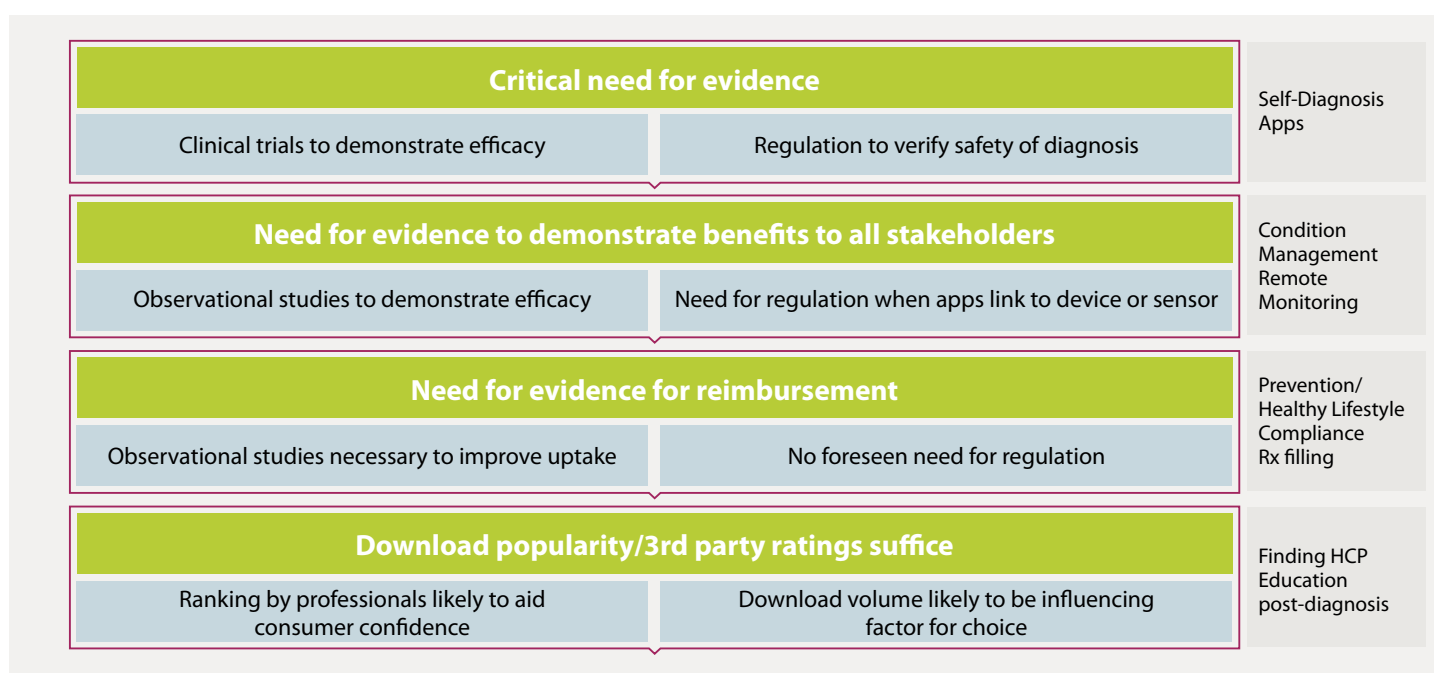 Critical need for evidence
Clinical trials to demonstrate efficacy
Regulation to verify safety of diagnosis
Self-Diagnosis
Apps
Need for evidence to demonstrate benefits to all stakeholders
Observational studies to demonstrate efficacy
Need for regulation when apps link to device or sensor
Condition
Management
Remote
Monitoring
Need for evidence for reimbursement
Observational studies necessary to improve uptake
No foreseen need for regulation
Prevention/
Healthy Lifestyle
Compliance
Rx filling
Download popularity/3rd party ratings suffice
Ranking by professionals likely to aid
consumer confidence
Download volume likely to be influencing
factor for choice
Finding HCP
Education
post-diagnosis